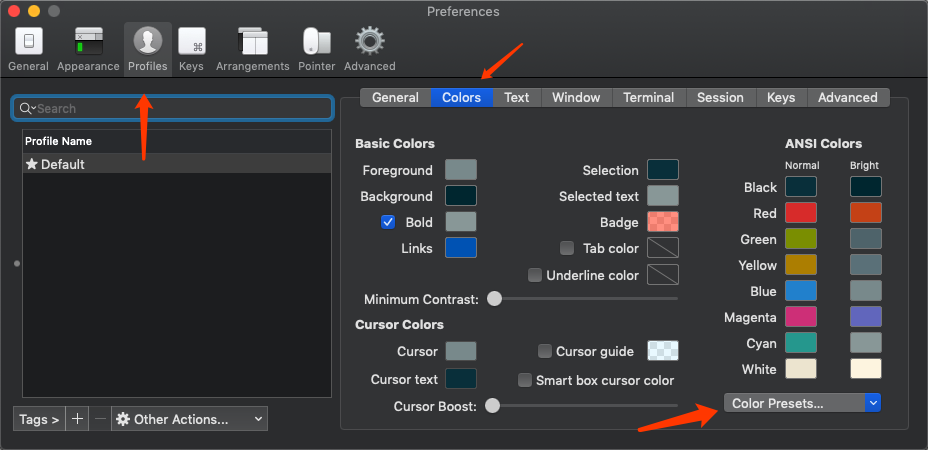 Preferences
General Appearance Profiles Keys Arrangements Pointer Advanced
Search
Profile Name
Default
Tags >
+
−
Other Actions...
General Colors Text Window Terminal Session Keys Advanced
Basic Colors
Foreground
Background
Bold
Links
Selection
Selected text
Badge
Tab color
Underline color
Minimum Contrast:
Cursor Colors
Cursor
Cursor text
Cursor guide
Smart box cursor color
Cursor Boost:
ANSI Colors
Normal Bright
Black
Red
Green
Yellow
Blue
Magenta
Cyan
White
Color Presets...